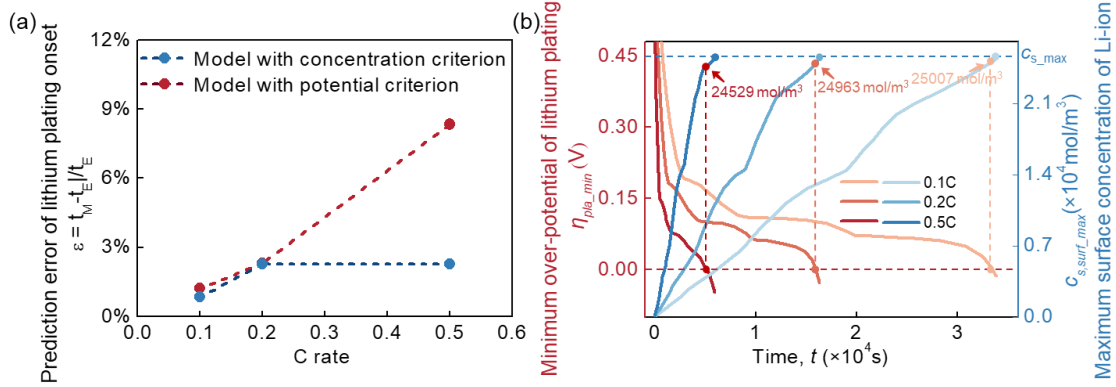 (a)
Prediction error of lithium plating onset
ε = |t_M-t_E|/t_E
12%
9%
6%
3%
0%
Model with concentration criterion
Model with potential criterion
0.0
0.1
0.2
0.3
0.4
0.5
0.6
C rate
(b)
Minimum over-potential of lithium plating
η_pla_min (V)
0.45
0.30
0.15
0.00
c_s_max
24529 mol/m³
24963 mol/m³
25007 mol/m³
0.1C
0.2C
0.5C
0
1
2
3
Time, t (×10⁴s)
2.1
1.4
0.7
0.0
c_s,surf_max (×10⁴ mol/m³)
Maximum surface concentration of Li-ion